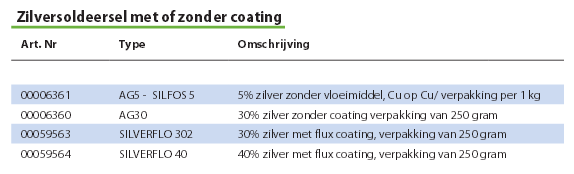 Zilversoldeersel met of zonder coating
Art. Nr Type Omschrijving
00006361 AG5 - SILFOS 5 5% zilver zonder vloeimiddel, Cu op Cu/ verpakking per 1 kg
00006360 AG30 30% zilver zonder coating verpakking van 250 gram
00059563 SILVERFLO 302 30% zilver met flux coating, verpakking van 250 gram
00059564 SILVERFLO 40 40% zilver met flux coating, verpakking van 250 gram